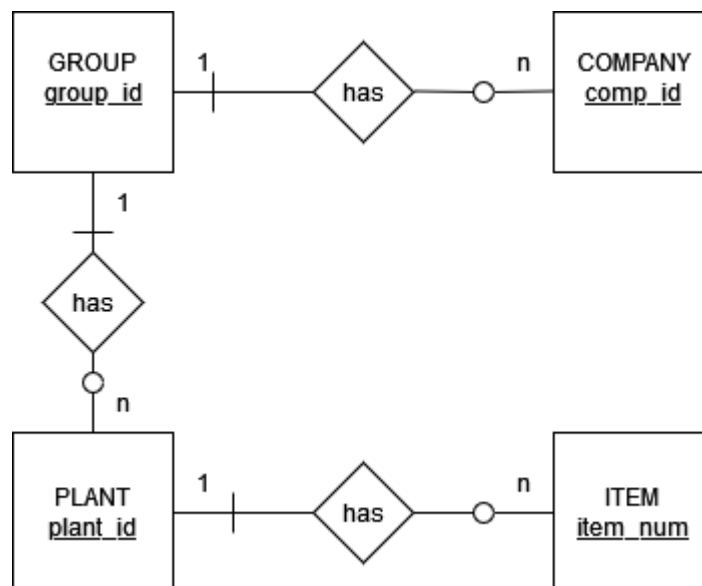 GROUP
group_id
1
has
n
COMPANY
comp_id
1
has
n
PLANT
plant_id
1
has
n
ITEM
item_num